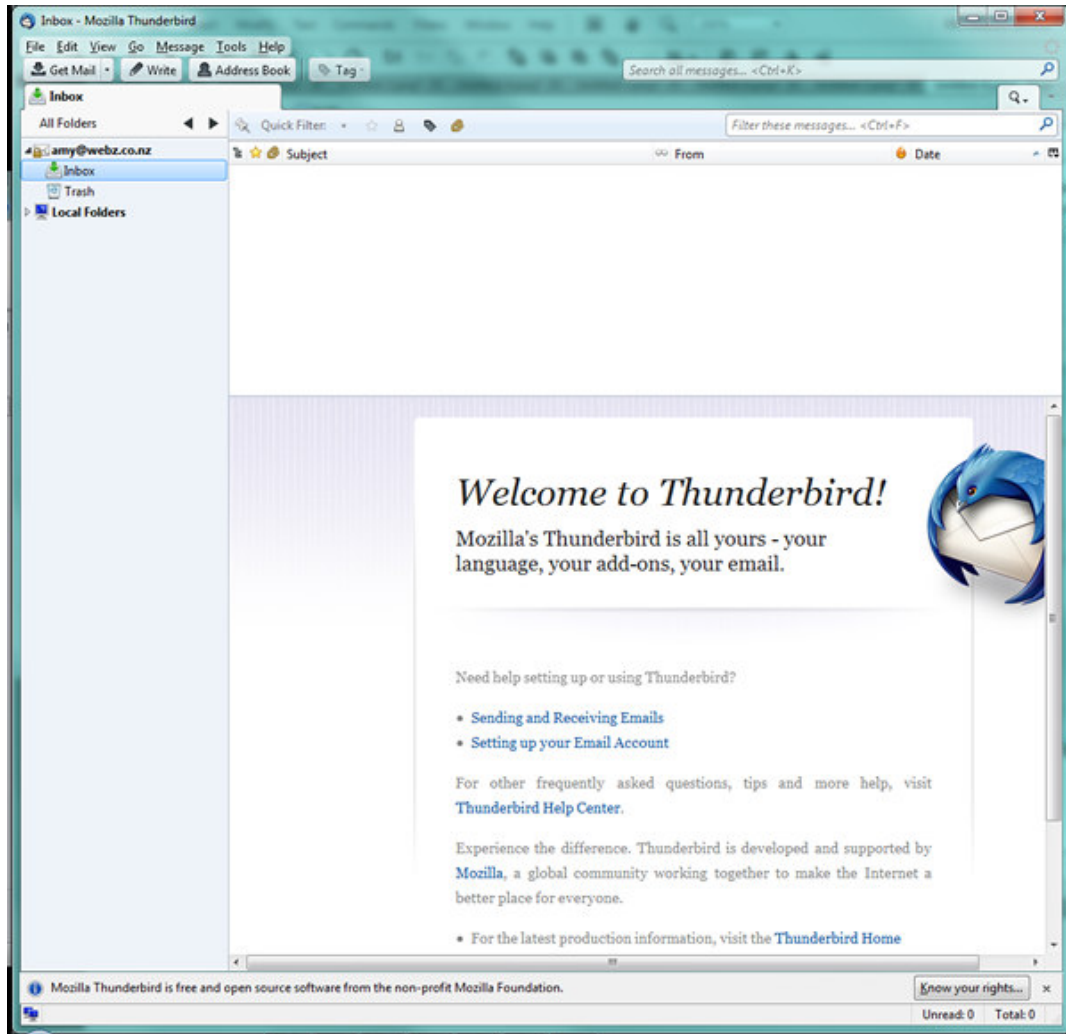 Inbox - Mozilla Thunderbird
File Edit View Go Message Tools Help
Get Mail Write Address Book Tag Search all messages... <Ctrl+K>
Inbox
All Folders Quick Filter: Filter these messages... <Ctrl+F>
amy@webz.co.nz Subject From Date
Inbox
Trash
Local Folders
Welcome to Thunderbird!
Mozilla's Thunderbird is all yours - your
language, your add-ons, your email.
Need help setting up or using Thunderbird?
• Sending and Receiving Emails
• Setting up your Email Account
For other frequently asked questions, tips and more help, visit
Thunderbird Help Center.
Experience the difference. Thunderbird is developed and supported by
Mozilla, a global community working together to make the Internet a
better place for everyone.
• For the latest production information, visit the Thunderbird Home
Mozilla Thunderbird is free and open source software from the non-profit Mozilla Foundation. Know your rights...
Unread: 0 Total: 0